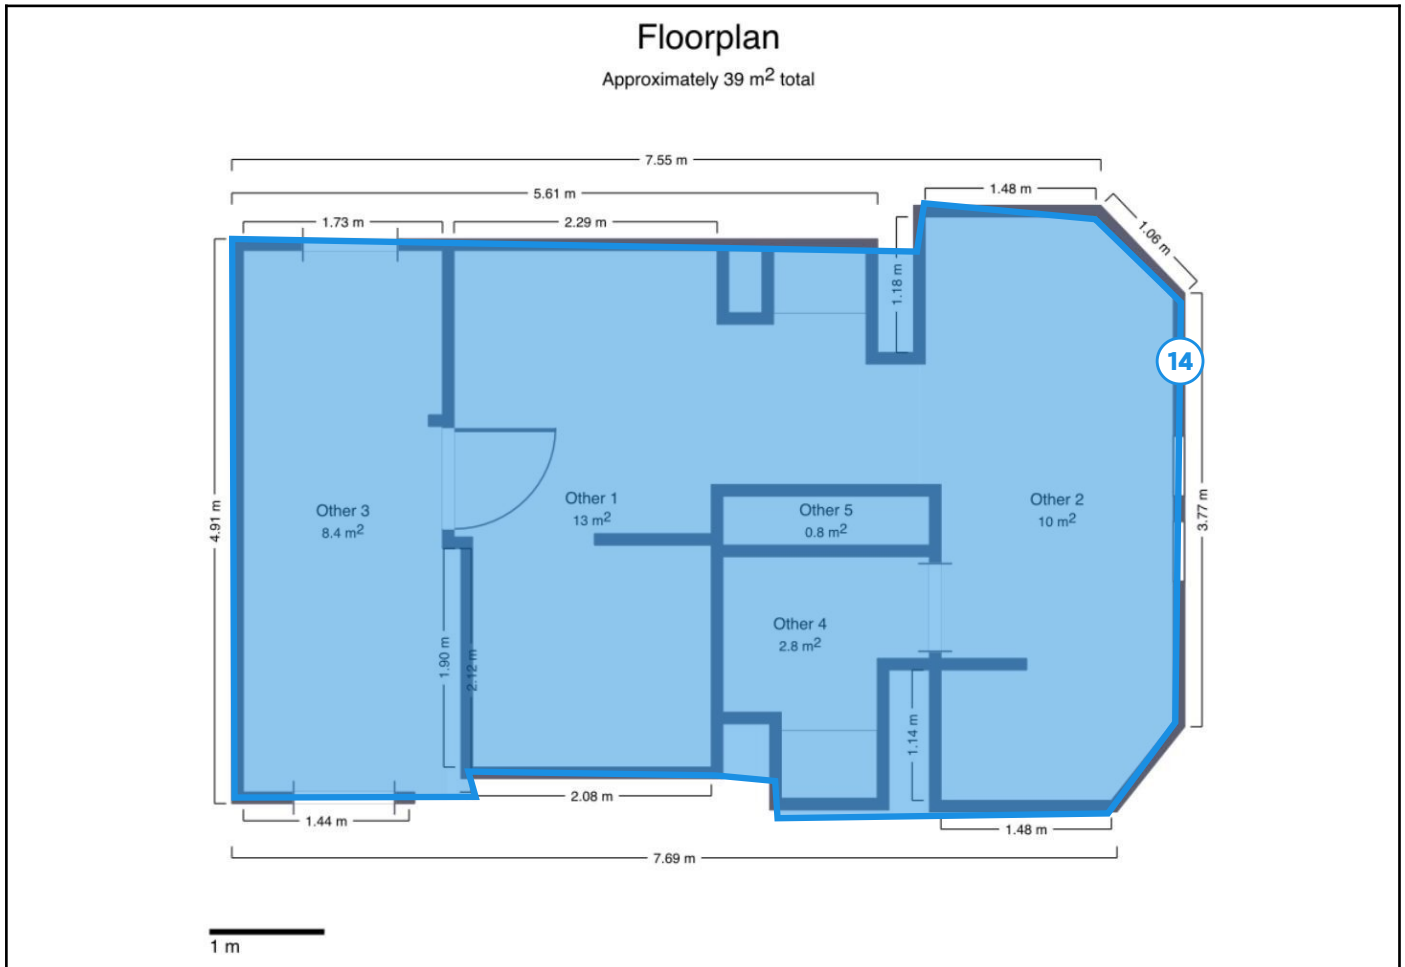 Floorplan
Approximately 39 m² total
7.55 m
5.61 m
1.48 m
1.73 m
2.29 m
1.06 m
1.18 m
14
4.91 m
Other 3
8.4 m²
Other 1
13 m²
Other 5
0.8 m²
Other 2
10 m²
3.77 m
Other 4
2.8 m²
1.90 m
2.12 m
1.14 m
2.08 m
1.44 m
1.48 m
7.69 m
1 m